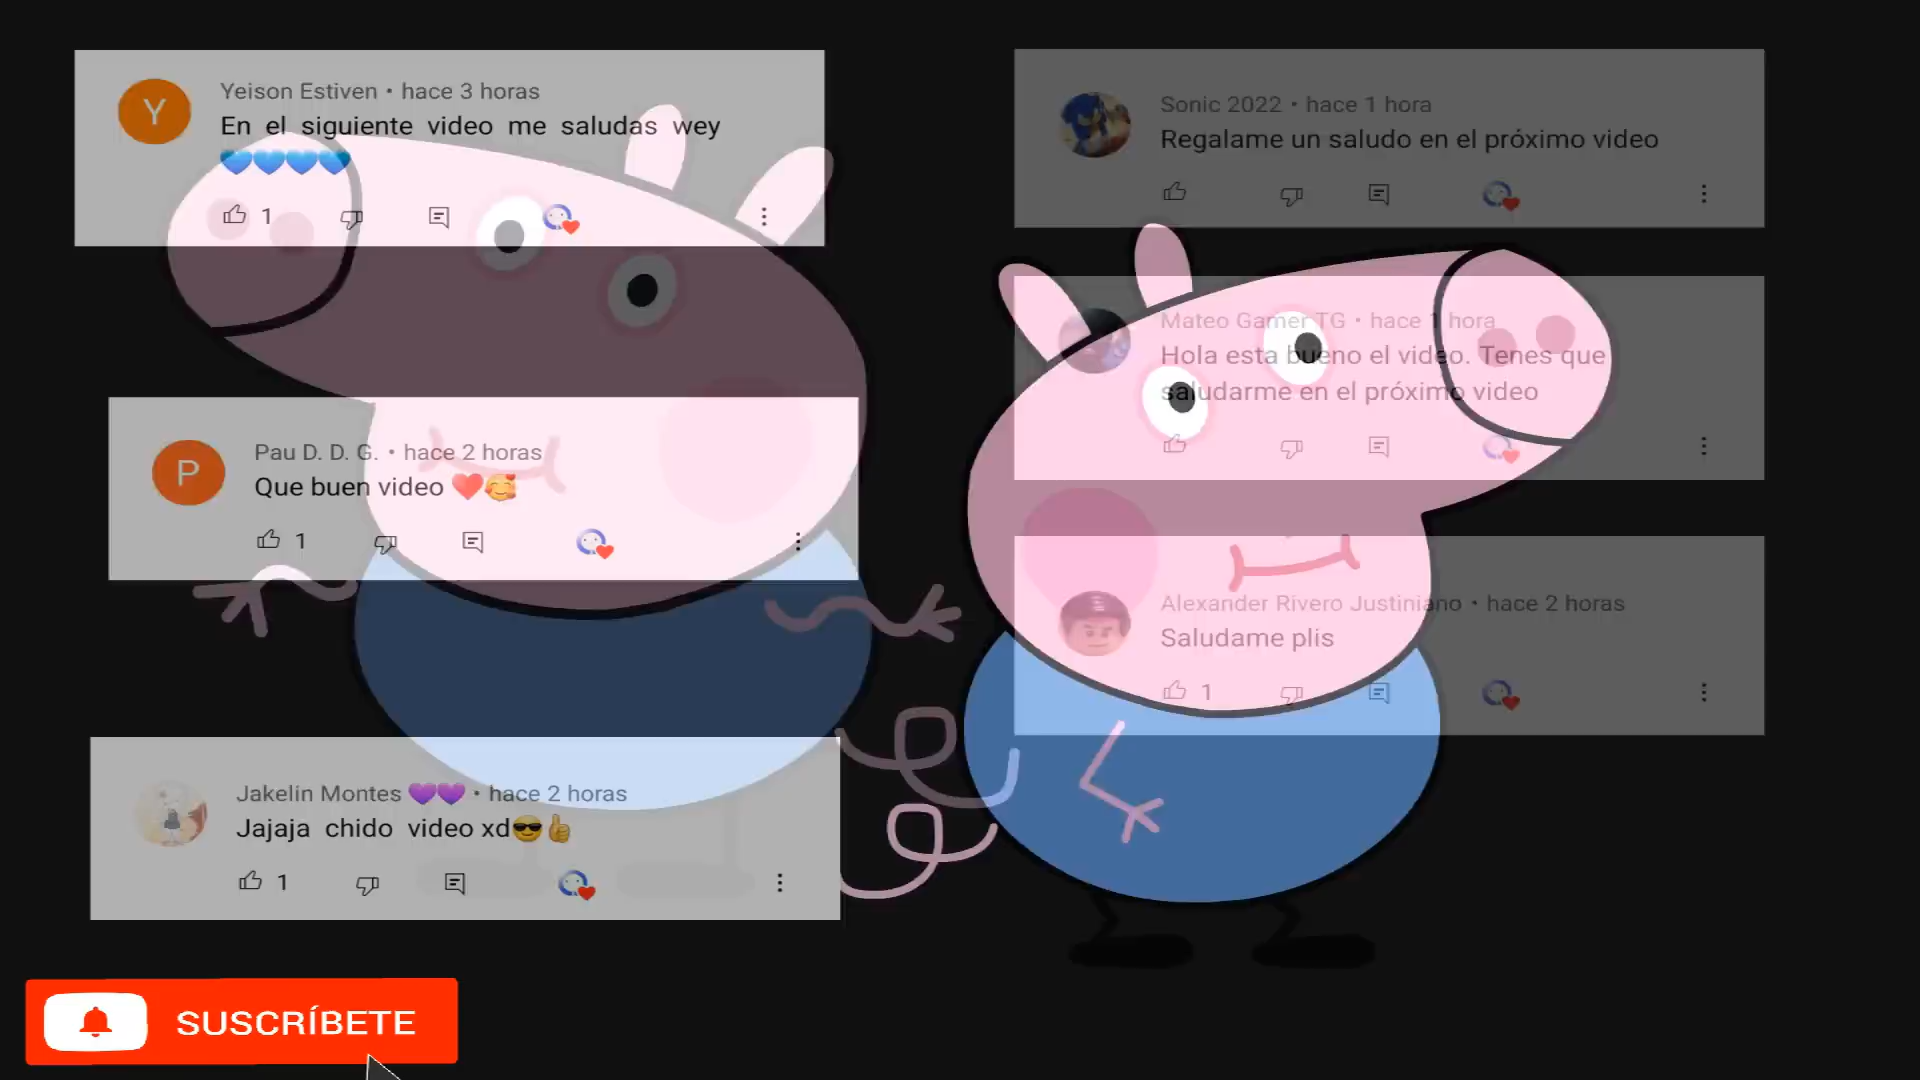 Y
Yeison Estiven • hace 3 horas
En el siguiente video me saludas wey
💙💙💙💙
1
P
Pau D. D. G. • hace 2 horas
Que buen video ❤️🥰
1
Jakelin Montes 💜💜 • hace 2 horas
Jajaja chido video xd😎👍
1
SUSCRÍBETE
Sonic 2022 • hace 1 hora
Regalame un saludo en el próximo video
Mateo Gamer TG • hace 1 hora
Hola esta bueno el video. Tenes que
saludarme en el próximo video
Alexander Rivero Justiniano • hace 2 horas
Saludame plis
1